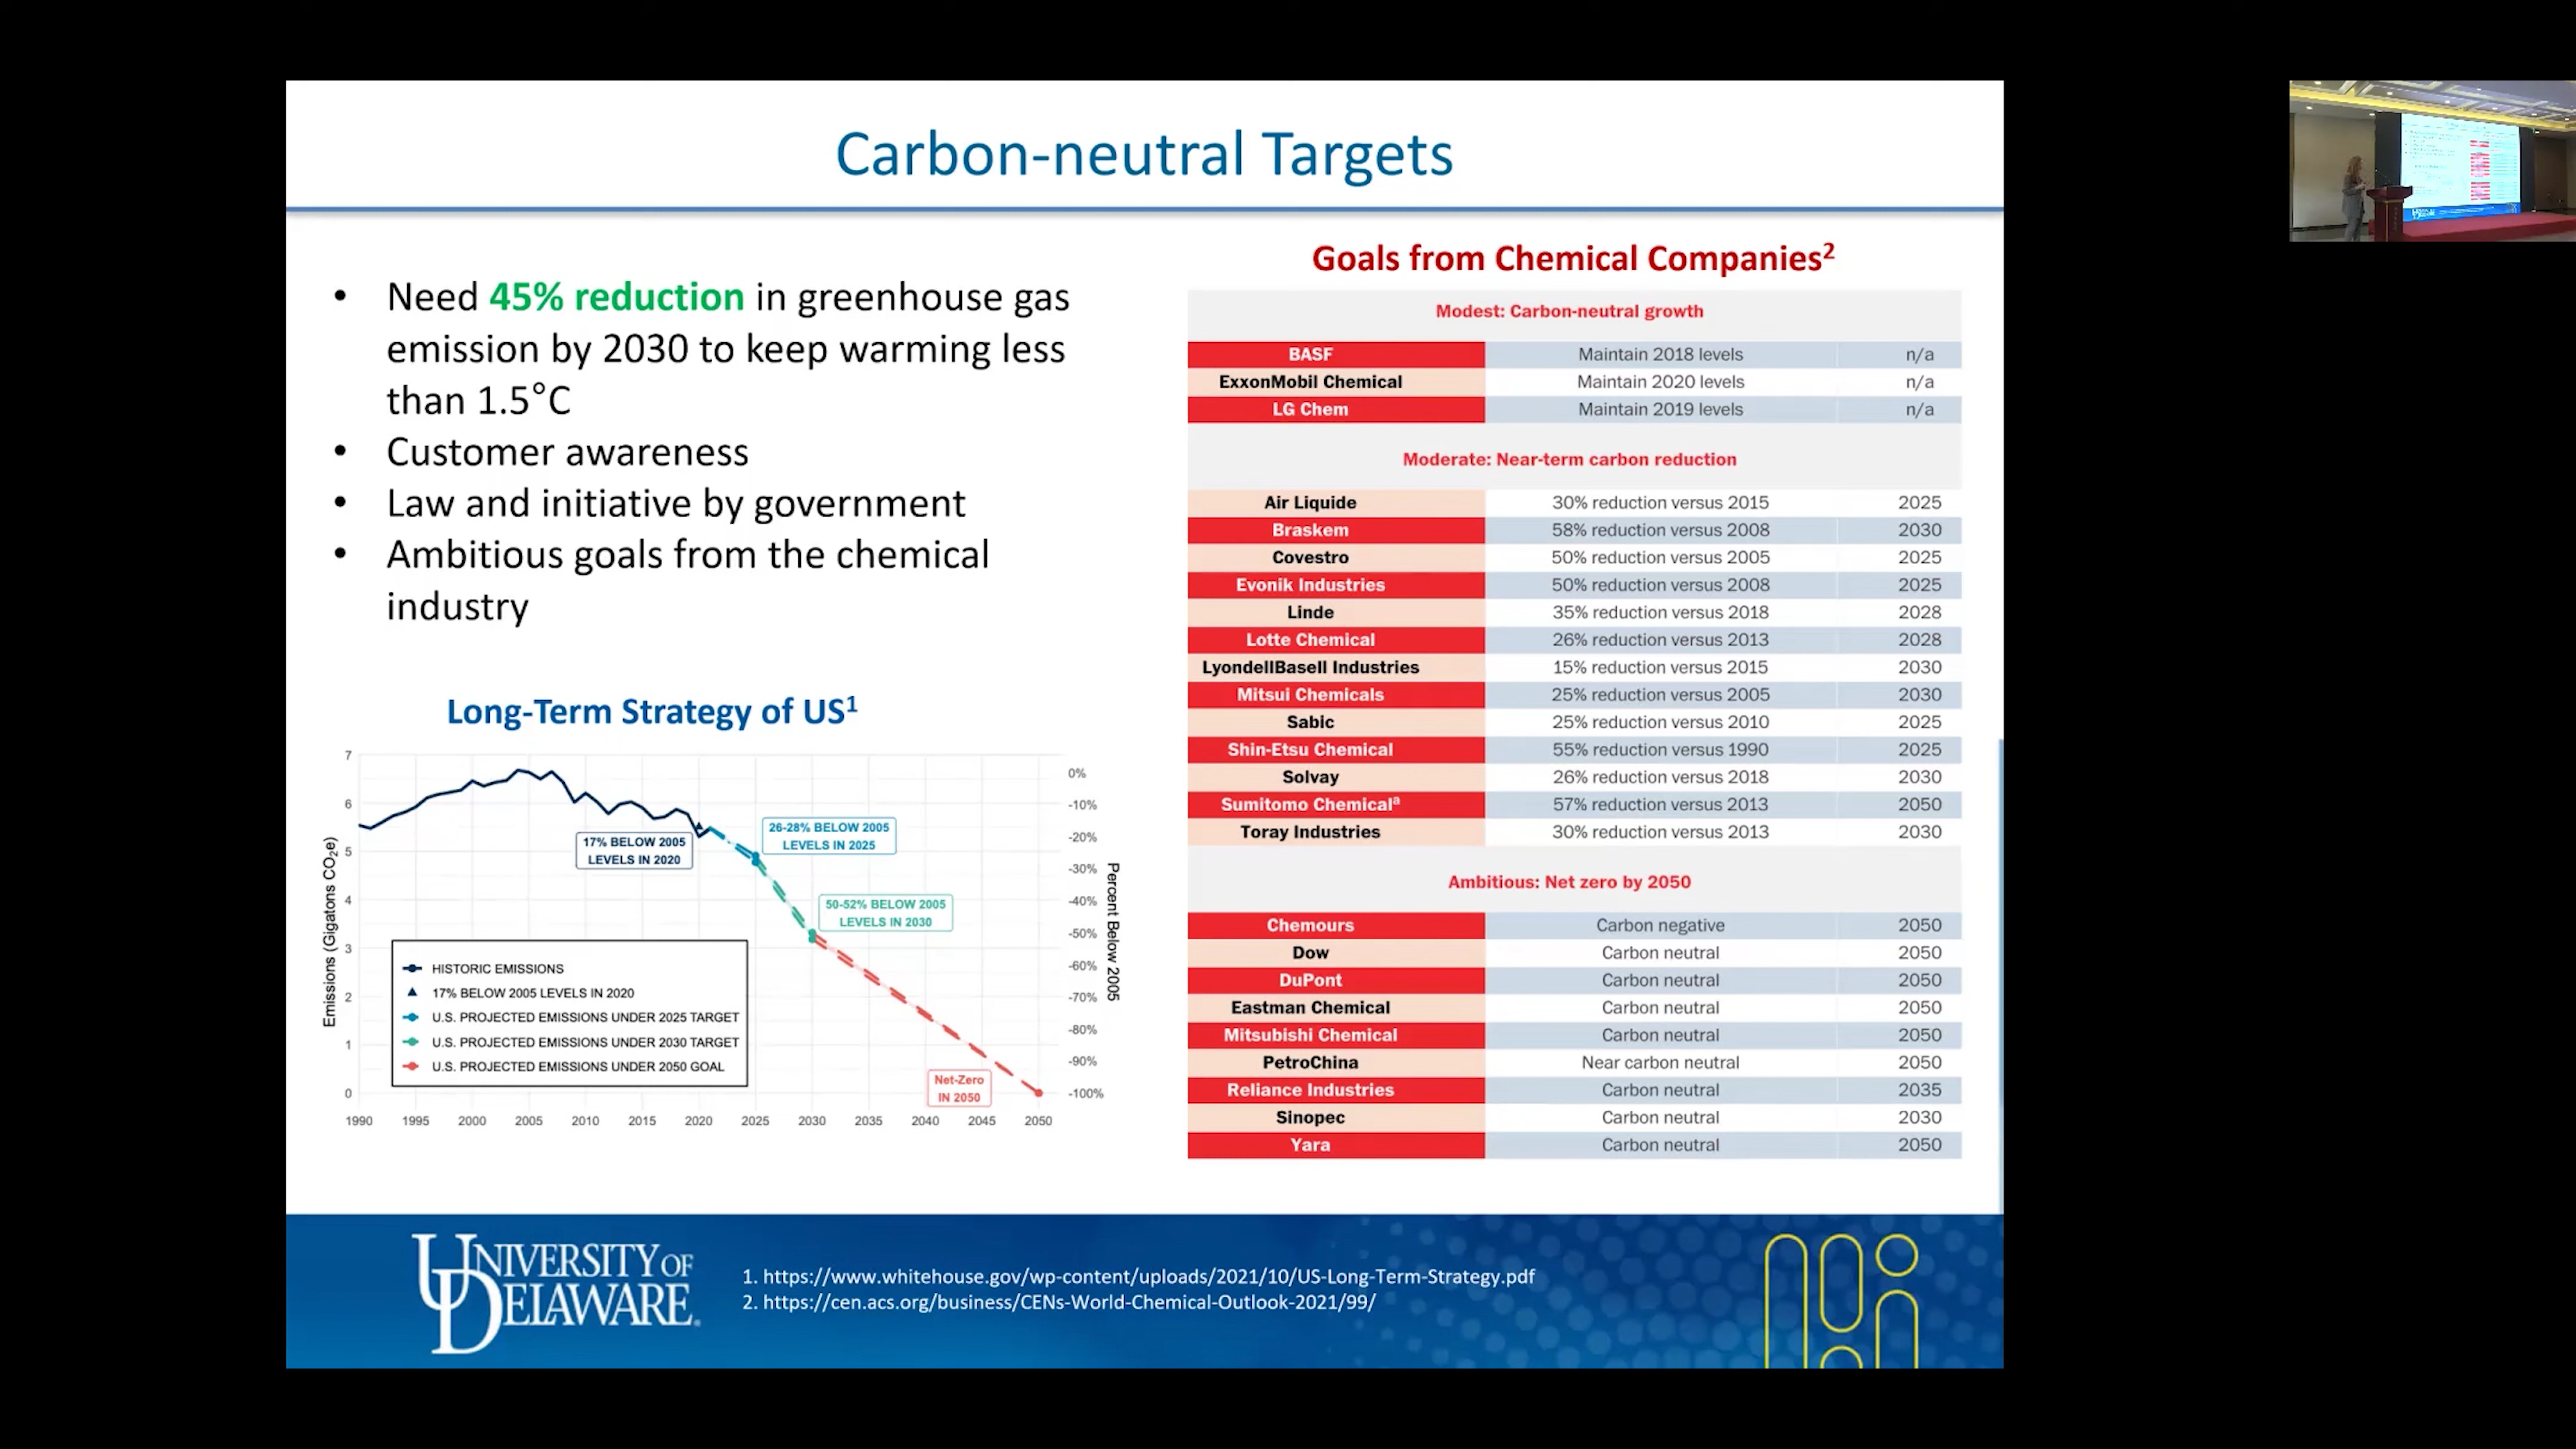 Carbon-neutral Targets
• Need 45% reduction in greenhouse gas
emission by 2030 to keep warming less
than 1.5°C
• Customer awareness
• Law and initiative by government
• Ambitious goals from the chemical
industry
Long-Term Strategy of US1
7
6
5
4
3
2
1
0
Emissions (Gigatons CO2e)
0%
-10%
-20%
-30%
-40%
-50%
-60%
-70%
-80%
-90%
-100%
Percent Below 2005
17% BELOW 2005
LEVELS IN 2020
26-28% BELOW 2005
LEVELS IN 2025
50-52% BELOW 2005
LEVELS IN 2030
Net-Zero
IN 2050
HISTORIC EMISSIONS
17% BELOW 2005 LEVELS IN 2020
U.S. PROJECTED EMISSIONS UNDER 2025 TARGET
U.S. PROJECTED EMISSIONS UNDER 2030 TARGET
U.S. PROJECTED EMISSIONS UNDER 2050 GOAL
1990 1995 2000 2005 2010 2015 2020 2025 2030 2035 2040 2045 2050
Goals from Chemical Companies2
Modest: Carbon-neutral growth
BASF Maintain 2018 levels n/a
ExxonMobil Chemical Maintain 2020 levels n/a
LG Chem Maintain 2019 levels n/a
Moderate: Near-term carbon reduction
Air Liquide 30% reduction versus 2015 2025
Braskem 58% reduction versus 2008 2030
Covestro 50% reduction versus 2005 2025
Evonik Industries 50% reduction versus 2008 2025
Linde 35% reduction versus 2018 2028
Lotte Chemical 26% reduction versus 2013 2028
LyondellBasell Industries 15% reduction versus 2015 2030
Mitsui Chemicals 25% reduction versus 2005 2030
Sabic 25% reduction versus 2010 2025
Shin-Etsu Chemical 55% reduction versus 1990 2025
Solvay 26% reduction versus 2018 2030
Sumitomo Chemicala 57% reduction versus 2013 2050
Toray Industries 30% reduction versus 2013 2030
Ambitious: Net zero by 2050
Chemours Carbon negative 2050
Dow Carbon neutral 2050
DuPont Carbon neutral 2050
Eastman Chemical Carbon neutral 2050
Mitsubishi Chemical Carbon neutral 2050
PetroChina Near carbon neutral 2050
Reliance Industries Carbon neutral 2035
Sinopec Carbon neutral 2030
Yara Carbon neutral 2050
UNIVERSITY OF
DELAWARE
1. https://www.whitehouse.gov/wp-content/uploads/2021/10/US-Long-Term-Strategy.pdf
2. https://cen.acs.org/business/CENs-World-Chemical-Outlook-2021/99/